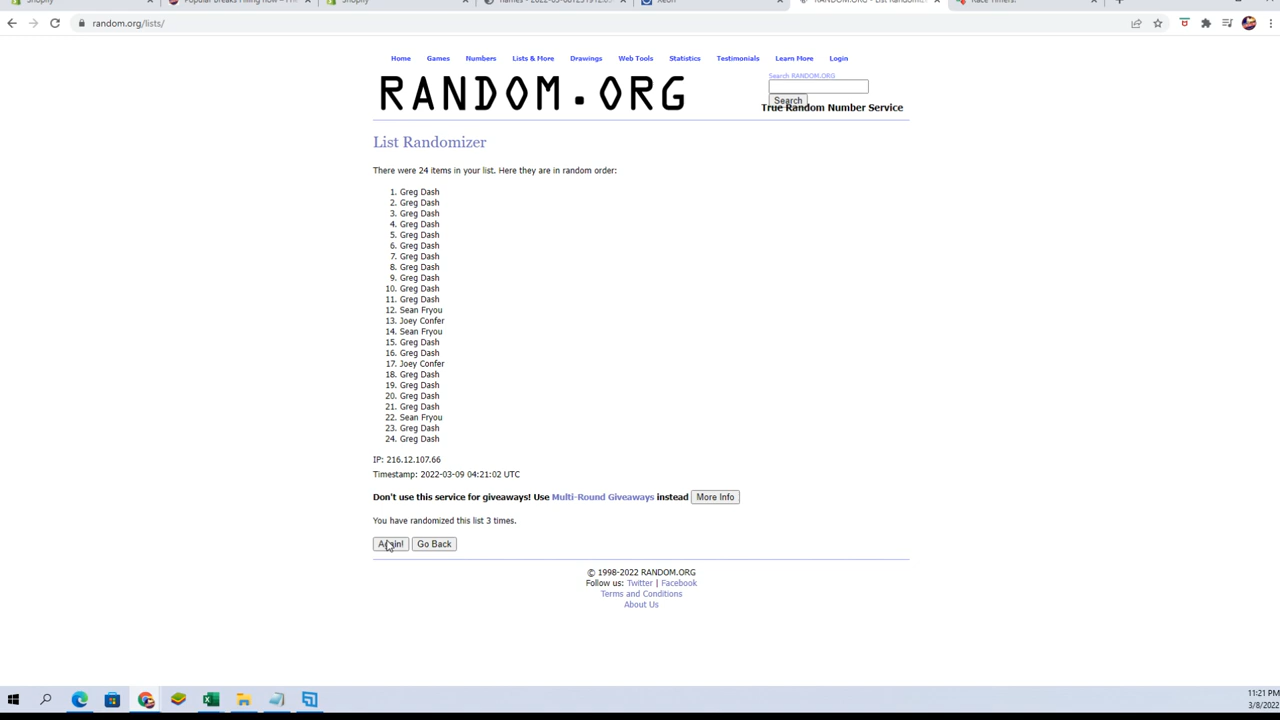 Shopify
Shopify
random.org/lists/
Home Games Numbers Lists & More Drawings Web Tools Statistics Testimonials Learn More Login
RANDOM.ORG
Search RANDOM.ORG
Search
True Random Number Service
List Randomizer
There were 24 items in your list. Here they are in random order:
1. Greg Dash
2. Greg Dash
3. Greg Dash
4. Greg Dash
5. Greg Dash
6. Greg Dash
7. Greg Dash
8. Greg Dash
9. Greg Dash
10. Greg Dash
11. Greg Dash
12. Sean Fryou
13. Joey Confer
14. Sean Fryou
15. Greg Dash
16. Greg Dash
17. Joey Confer
18. Greg Dash
19. Greg Dash
20. Greg Dash
21. Greg Dash
22. Sean Fryou
23. Greg Dash
24. Greg Dash
IP: 216.12.107.66
Timestamp: 2022-03-09 04:21:02 UTC
Don't use this service for giveaways! Use Multi-Round Giveaways instead More Info
You have randomized this list 3 times.
Again! Go Back
© 1998-2022 RANDOM.ORG
Follow us: Twitter | Facebook
Terms and Conditions
About Us
11:21 PM
3/8/2022